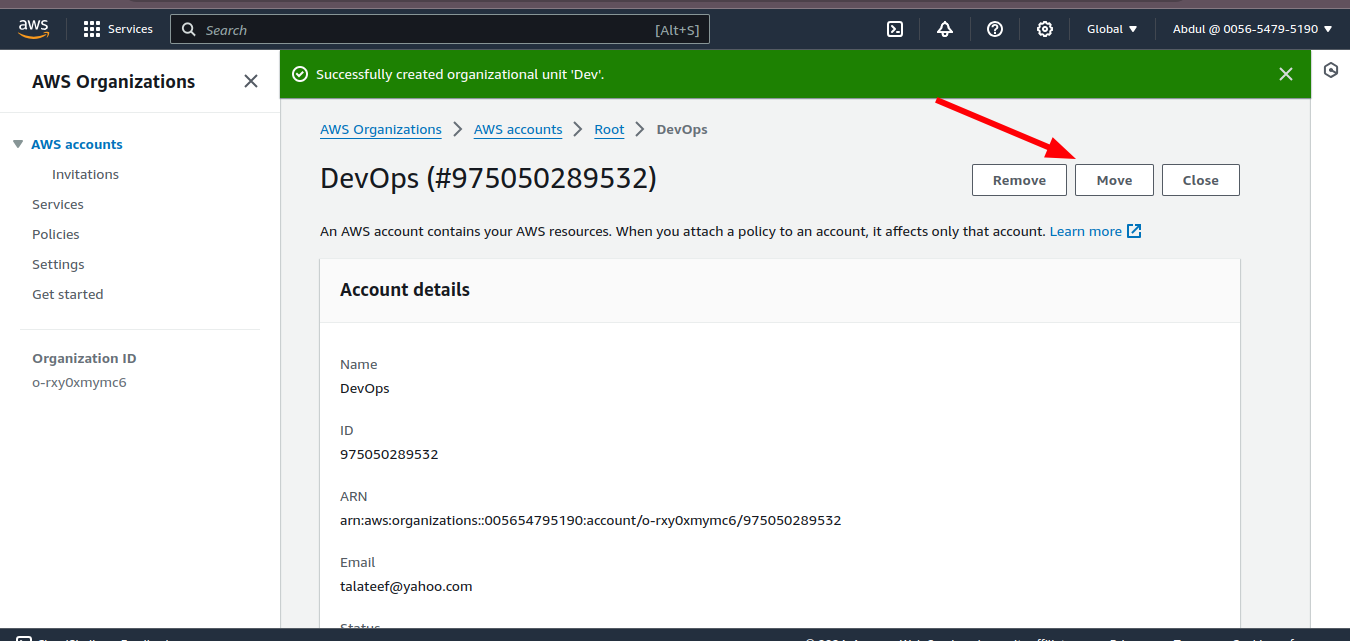 aws Services Search [Alt+S] Global Abdul @ 0056-5479-5190
AWS Organizations
AWS accounts
Invitations
Services
Policies
Settings
Get started
Organization ID
o-rxy0xmymc6
Successfully created organizational unit 'Dev'.
AWS Organizations AWS accounts Root DevOps
DevOps (#975050289532)
Remove Move Close
An AWS account contains your AWS resources. When you attach a policy to an account, it affects only that account. Learn more
Account details
Name
DevOps
ID
975050289532
ARN
arn:aws:organizations::005654795190:account/o-rxy0xmymc6/975050289532
Email
talateef@yahoo.com
Status